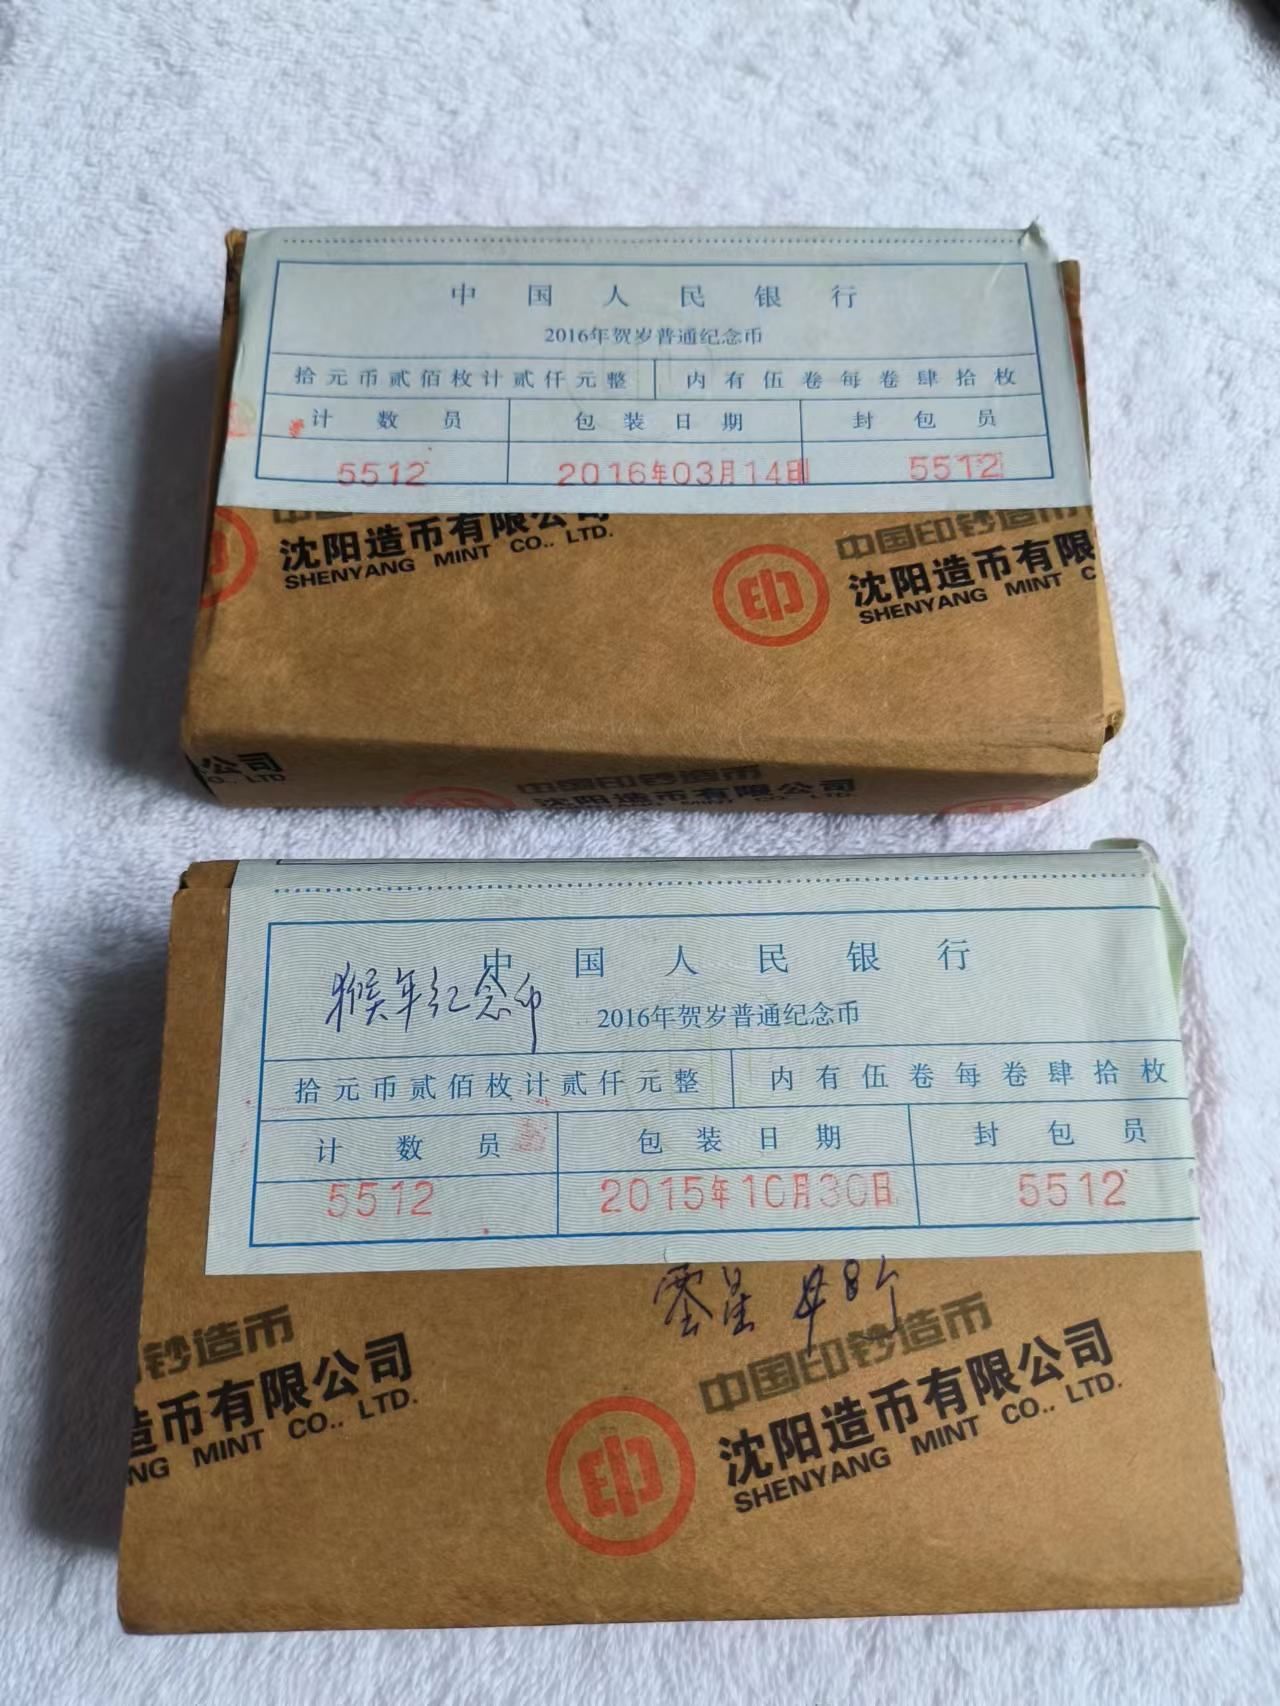 中国人民银行
2016年贺岁普通纪念币
拾元币贰佰枚计贰仟元整 内有伍卷每卷肆拾枚
计数员 包装日期 封包员
5512 2016年03月14日 5512
沈阳造币有限公司
SHENYANG MINT CO.. LTD.
中国印钞造币
沈阳造币有限
SHENYANG MINT C
公司
O.. LTD
中国印钞造币
沈阳造币有限公司
MINT CO.. LTD.
中国人民银行
猴年纪念币
2016年贺岁普通纪念币
拾元币贰佰枚计贰仟元整 内有伍卷每卷肆拾枚
计数员 包装日期 封包员
5512 2015年10月30日 5512
钞造币
造币有限公司
NG MINT CO.. LTD.
中国印钞造币
沈阳造币有限公司
SHENYANG MINT CO.. LTD.